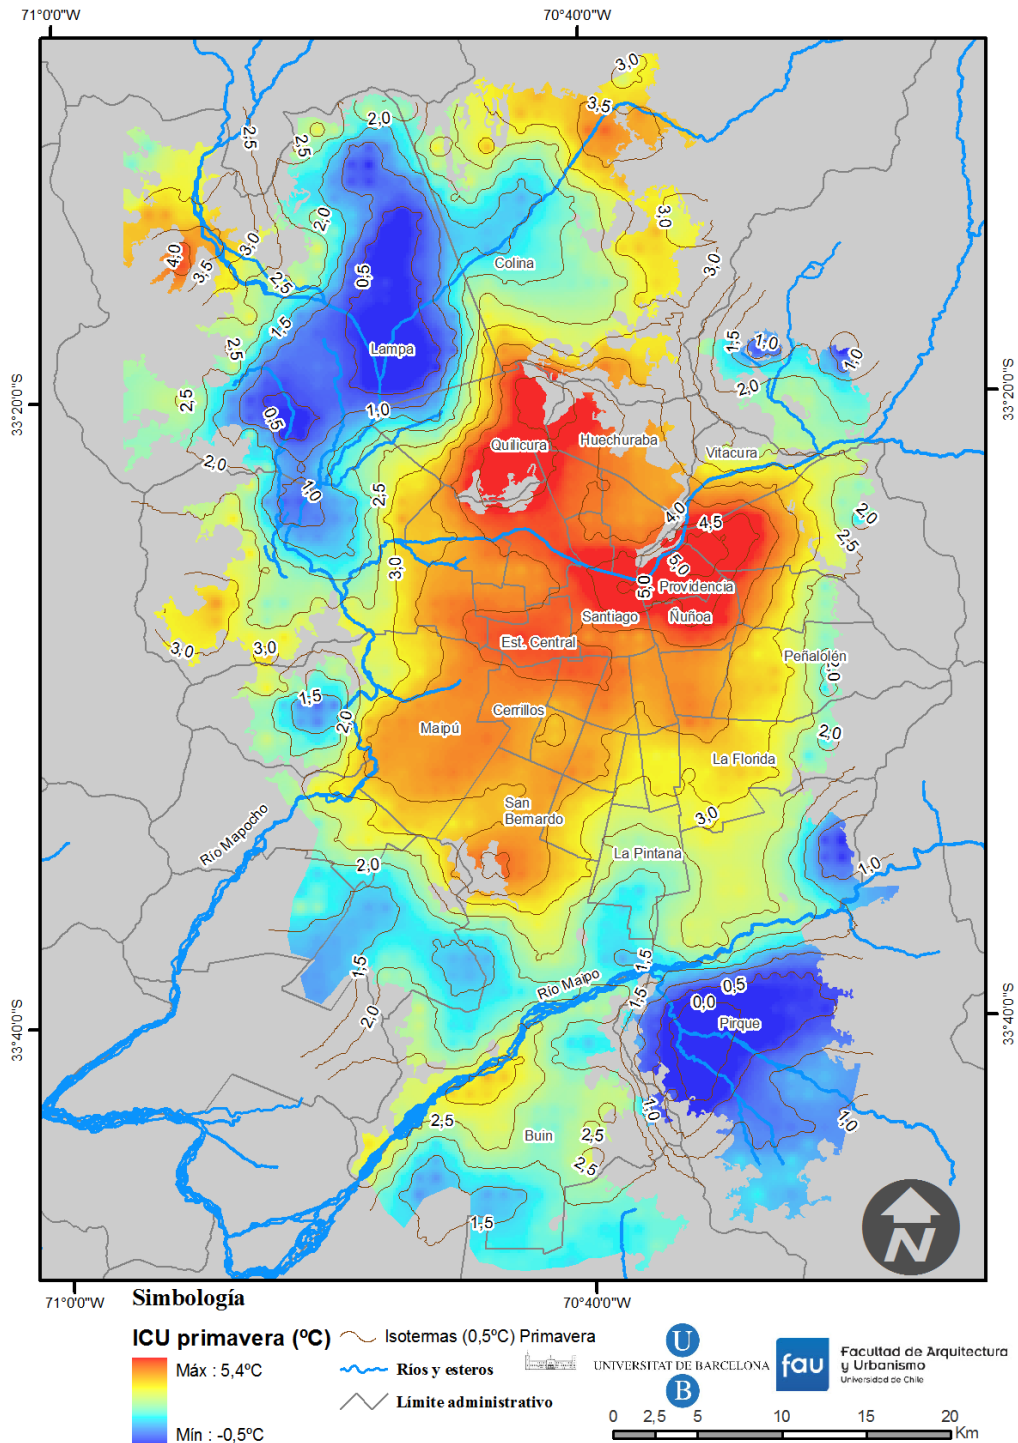 71°0'0"W
70°40'0"W
3,0
3,5
2,0
2,5
2,5
2,0
3,0
3,0
4,0
3,5
3,0
2,5
0,5
Colina
1,5
2,5
Lampa
1,5
1,0
1,0
2,0
33°20'0"S
33°20'0"S
2,5
1,0
0,5
Quilicura
Huechuraba
Vitacura
2,0
1,0
2,5
4,0
4,5
2,0
2,5
3,0
5,0
5,0
Providencia
Santiago
Ñuñoa
Est. Central
3,0
3,0
Peñalolén
1,5
2,0
Cerrillos
Maipú
2,0
La Florida
San
Bernardo
3,0
Río Mapocho
La Pintana
2,0
1,0
1,5
1,5
Río Maipo
1,5
0,5
0,0
2,0
Pirque
33°40'0"S
33°40'0"S
1,0
1,0
2,5
Buin
2,5
2,5
1,5
N
71°0'0"W
70°40'0"W
Simbología
ICU primavera (ºC)
Máx : 5,4ºC
Mín : -0,5ºC
Isotermas (0,5ºC) Primavera
Ríos y esteros
Límite administrativo
U
UNIVERSITAT DE BARCELONA
B
fau
Facultad de Arquitectura
y Urbanismo
Universidad de Chile
0 2,5 5 10 15 20
Km